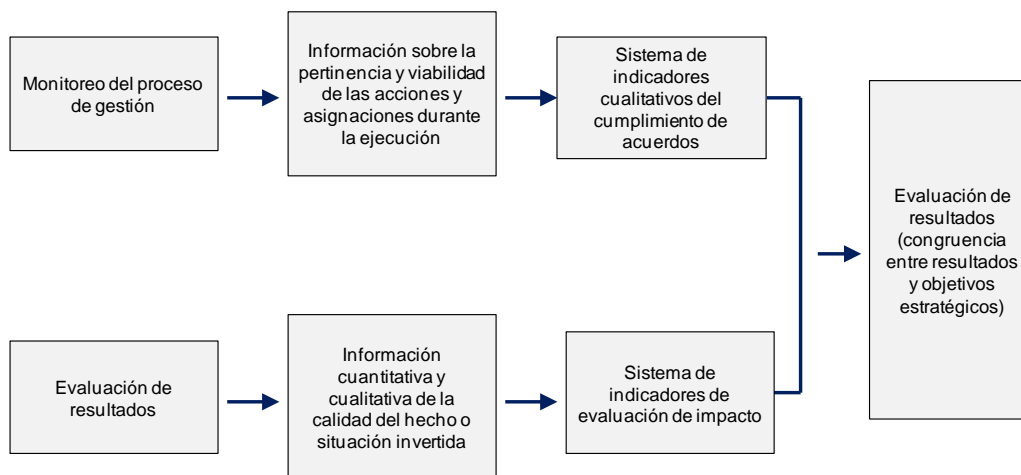 Monitoreo del proceso
de gestión
Información sobre la
pertinencia y viabilidad
de las acciones y
asignaciones durante
la ejecución
Sistema de
indicadores
cualitativos del
cumplimiento de
acuerdos
Evaluación de
resultados
(congruencia
entre resultados
y objetivos
estratégicos)
Evaluación de
resultados
Información
cuantitativa y
cualitativa de la
calidad del hecho o
situación invertida
Sistema de
indicadores de
evaluación de impacto